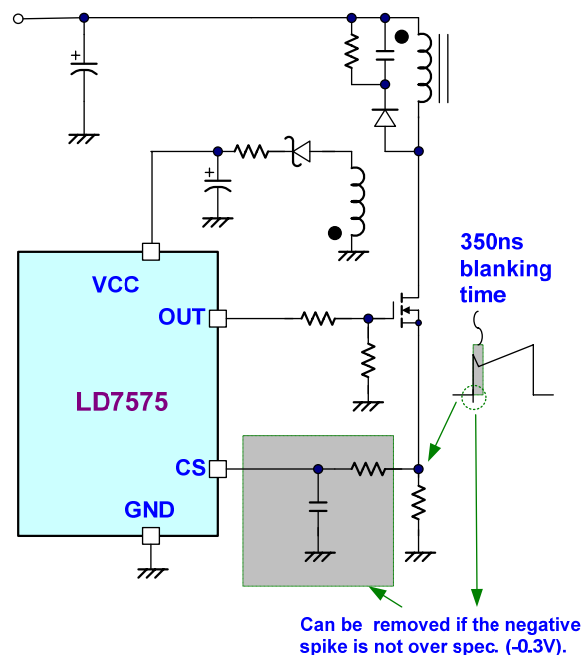 +
+
350ns
blanking
time
VCC
OUT
LD7575
CS
GND
Can be removed if the negative
spike is not over spec. (-0.3V).